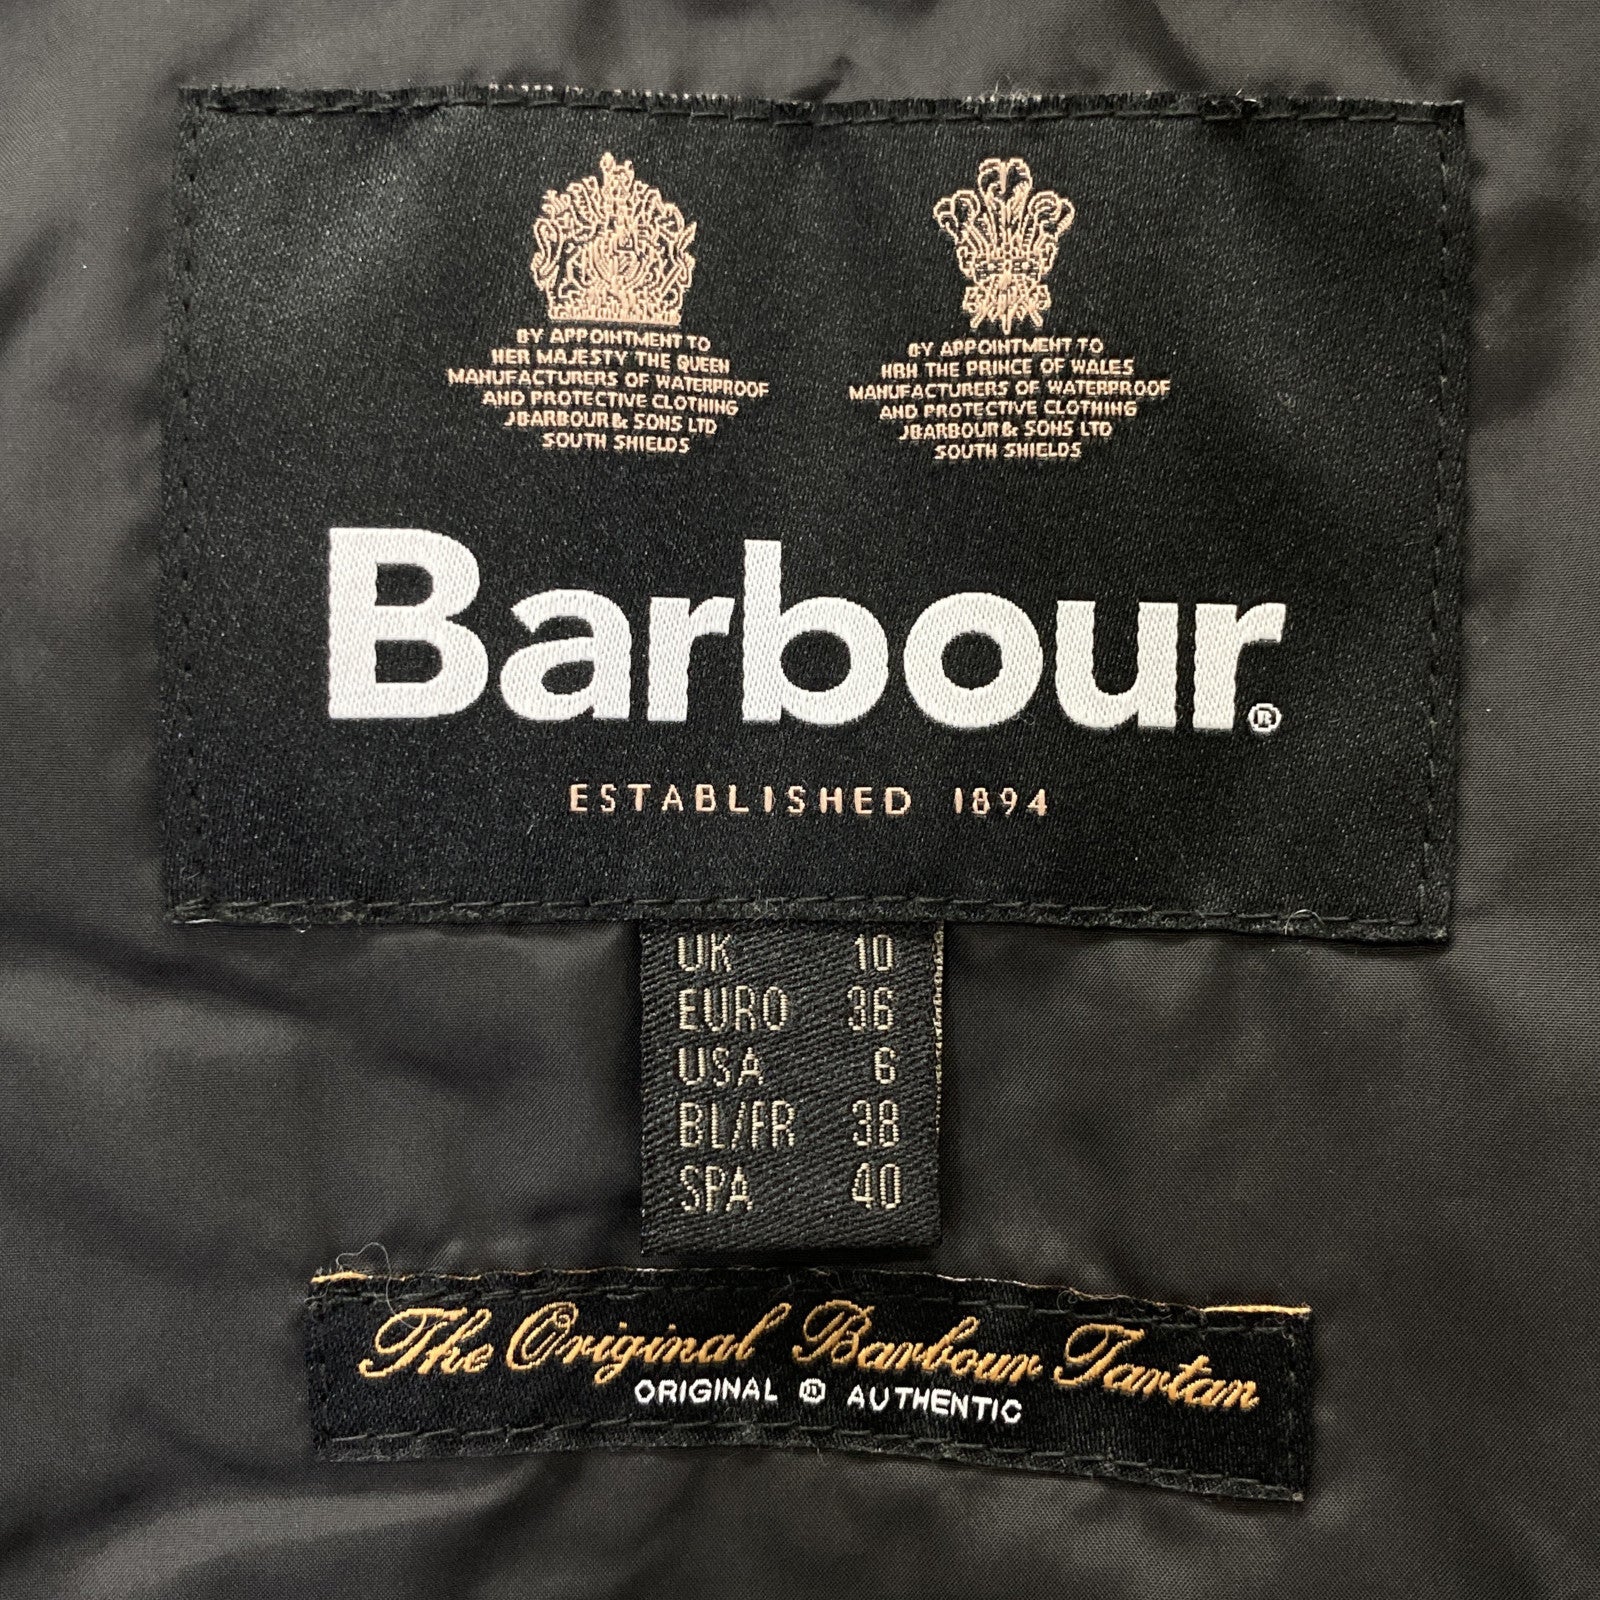 BY APPOINTMENT TO
HER MAJESTY THE QUEEN
MANUFACTURERS OF WATERPROOF
AND PROTECTIVE CLOTHING
JBARBOUR& SONS LTD
SOUTH SHIELDS
BY APPOINTMENT TO
HRH THE PRINCE OF WALES
MANUFACTURERS OF WATERPROOF
AND PROTECTIVE CLOTHING
JBARBOUR& SONS LTD
SOUTH SHIELDS
Barbour®
ESTABLISHED 1894
UK 10
EURO 36
USA 6
BL/FR 38
SPA 40
The Original Barbour Tartan
ORIGINAL ® AUTHENTIC